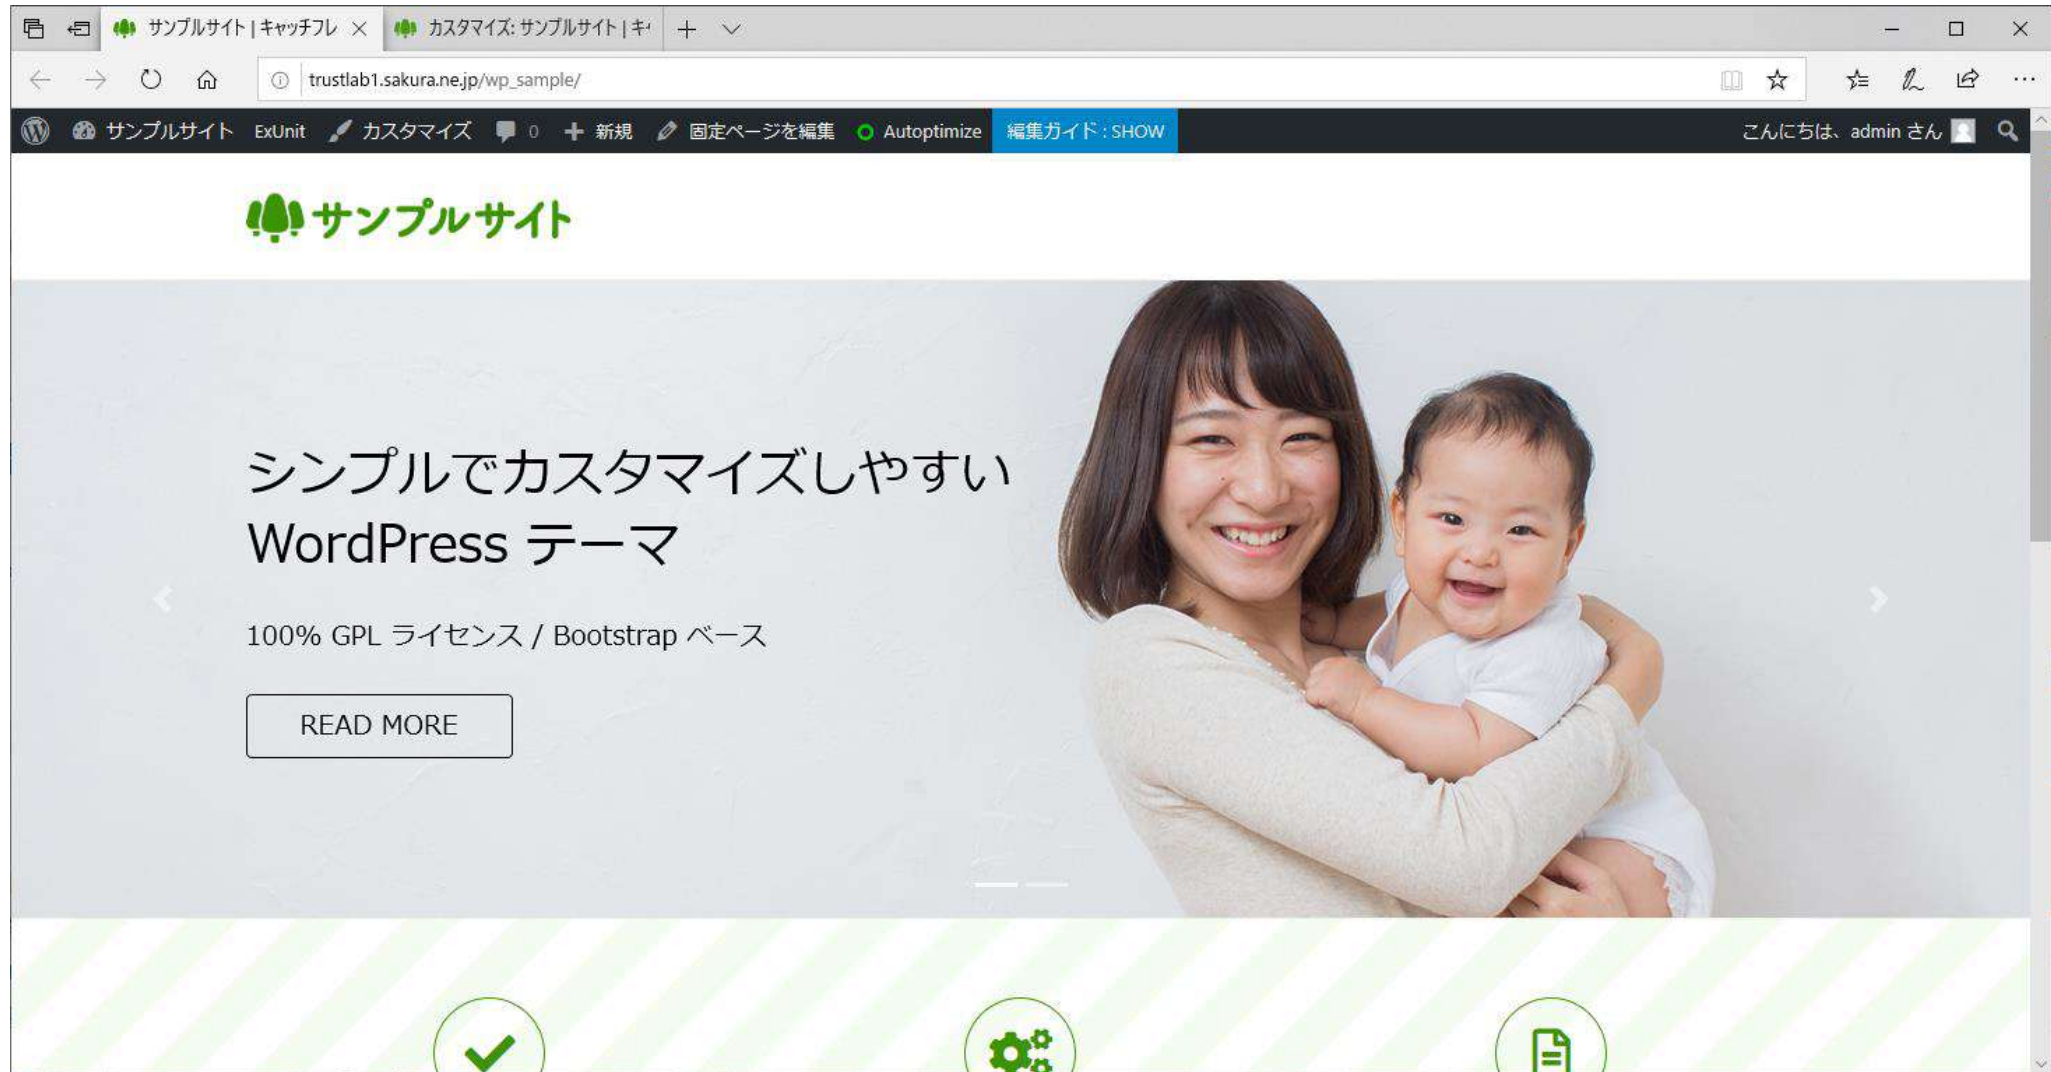 サンプルサイト | キャッチフレ
カスタマイズ: サンプルサイト | キ
trustlab1.sakura.ne.jp/wp_sample/
サンプルサイト ExUnit カスタマイズ 0 新規 固定ページを編集 Autoptimize 編集ガイド : SHOW こんにちは、admin さん
サンプルサイト
シンプルでカスタマイズしやすい
WordPress テーマ
100% GPL ライセンス / Bootstrap ベース
READ MORE